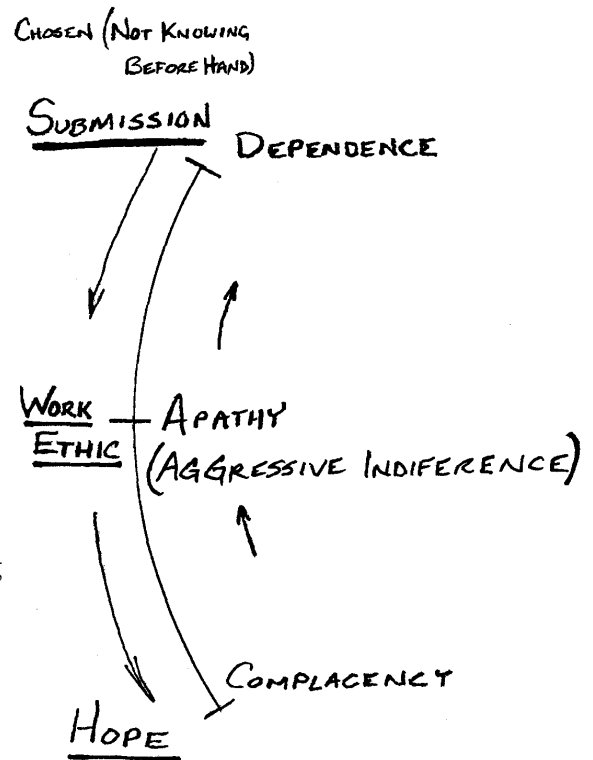 CHOSEN (NOT KNOWING
BEFORE HAND)
SUBMISSION
DEPENDENCE
WORK
ETHIC
APATHY
(AGGRESSIVE INDIFERENCE)
COMPLACENCY
HOPE